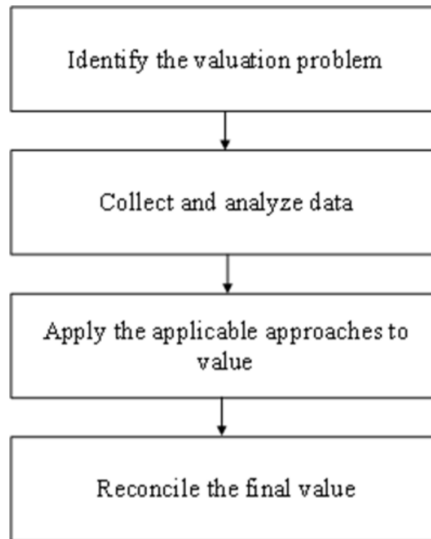 Identify the valuation problem
Collect and analyze data
Apply the applicable approaches to
value
Reconcile the final value